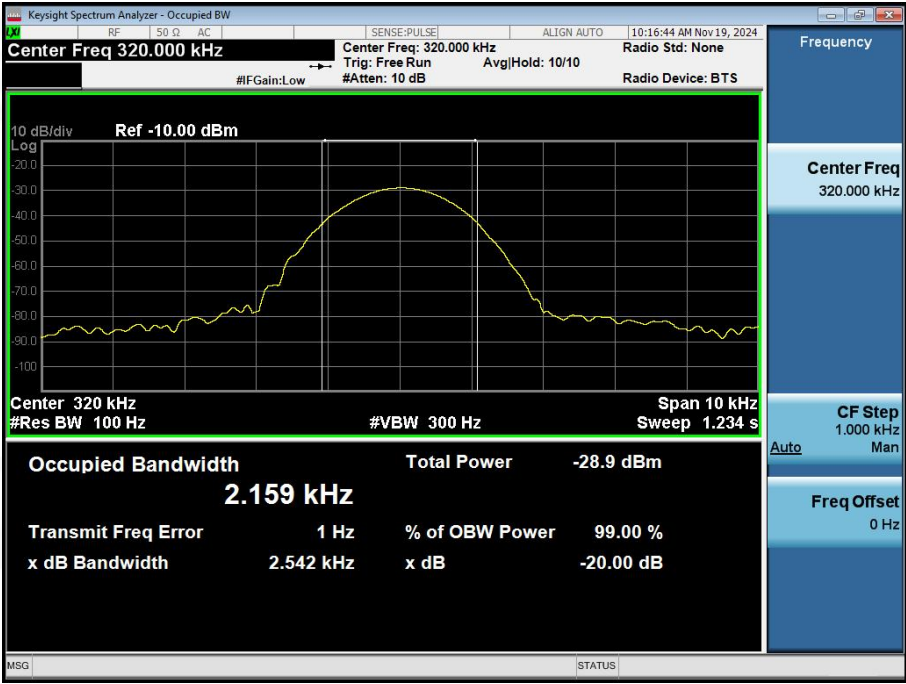 Keysight Spectrum Analyzer - Occupied BW
LXI RF 50 Ω AC SENSE:PULSE ALIGN AUTO 10:16:44 AM Nov 19, 2024
Center Freq 320.000 kHz
Center Freq: 320.000 kHz
Radio Std: None
Trig: Free Run Avg|Hold: 10/10
#IFGain:Low #Atten: 10 dB Radio Device: BTS
10 dB/div Ref -10.00 dBm
Log
-20.0
-30.0
-40.0
-50.0
-60.0
-70.0
-80.0
-90.0
-100
Center 320 kHz Span 10 kHz
#Res BW 100 Hz #VBW 300 Hz Sweep 1.234 s
Occupied Bandwidth Total Power -28.9 dBm
2.159 kHz
Transmit Freq Error 1 Hz % of OBW Power 99.00 %
x dB Bandwidth 2.542 kHz x dB -20.00 dB
MSG STATUS
Frequency
Center Freq
320.000 kHz
CF Step
1.000 kHz
Auto Man
Freq Offset
0 Hz